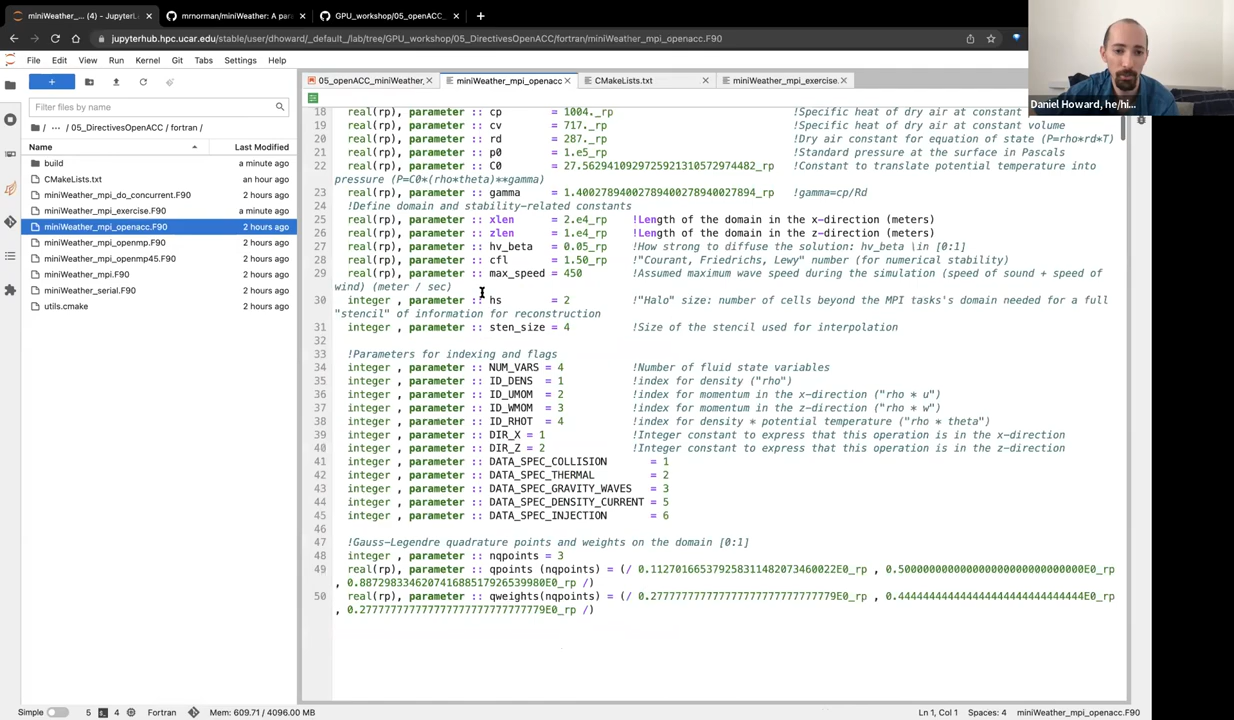 miniWeather_... (4) - JupyterL
mrnorman/miniWeather: A para
GPU_workshop/05_openACC_
jupyterhub.hpc.ucar.edu/stable/user/dhoward/_default_/lab/tree/GPU_workshop/05_DirectivesOpenACC/fortran/miniWeather_mpi_openacc.F90
Daniel Howard, he/hi...
File Edit View Run Kernel Git Tabs Settings Help
05_openACC_miniWeather_
miniWeather_mpi_openacc
CMakeLists.txt
miniWeather_mpi_exercise.
Filter files by name
/ ··· / 05_DirectivesOpenACC / fortran /
Name Last Modified
build a minute ago
CMakeLists.txt an hour ago
miniWeather_mpi_do_concurrent.F90 2 hours ago
miniWeather_mpi_exercise.F90 a minute ago
miniWeather_mpi_openacc.F90 2 hours ago
miniWeather_mpi_openmp.F90 2 hours ago
miniWeather_mpi_openmp45.F90 2 hours ago
miniWeather_mpi.F90 2 hours ago
miniWeather_serial.F90 2 hours ago
utils.cmake 2 hours ago
18 real(rp), parameter :: cp = 1004._rp !Specific heat of dry air at constant
19 real(rp), parameter :: cv = 717._rp !Specific heat of dry air at constant volume
20 real(rp), parameter :: rd = 287._rp !Dry air constant for equation of state (P=rho*rd*T)
21 real(rp), parameter :: p0 = 1.e5_rp !Standard pressure at the surface in Pascals
22 real(rp), parameter :: C0 = 27.5629410929725921310572974482_rp !Constant to translate potential temperature into
pressure (P=C0*(rho*theta)**gamma)
23 real(rp), parameter :: gamma = 1.40027894002789400278940027894_rp !gamma=cp/Rd
24 !Define domain and stability-related constants
25 real(rp), parameter :: xlen = 2.e4_rp !Length of the domain in the x-direction (meters)
26 real(rp), parameter :: zlen = 1.e4_rp !Length of the domain in the z-direction (meters)
27 real(rp), parameter :: hv_beta = 0.05_rp !How strong to diffuse the solution: hv_beta \in [0:1]
28 real(rp), parameter :: cfl = 1.50_rp !"Courant, Friedrichs, Lewy" number (for numerical stability)
29 real(rp), parameter :: max_speed = 450 !Assumed maximum wave speed during the simulation (speed of sound + speed of
wind) (meter / sec)
30 integer , parameter :: hs = 2 !"Halo" size: number of cells beyond the MPI tasks's domain needed for a full
"stencil" of information for reconstruction
31 integer , parameter :: sten_size = 4 !Size of the stencil used for interpolation
32
33 !Parameters for indexing and flags
34 integer , parameter :: NUM_VARS = 4 !Number of fluid state variables
35 integer , parameter :: ID_DENS = 1 !index for density ("rho")
36 integer , parameter :: ID_UMOM = 2 !index for momentum in the x-direction ("rho * u")
37 integer , parameter :: ID_WMOM = 3 !index for momentum in the z-direction ("rho * w")
38 integer , parameter :: ID_RHOT = 4 !index for density * potential temperature ("rho * theta")
39 integer , parameter :: DIR_X = 1 !Integer constant to express that this operation is in the x-direction
40 integer , parameter :: DIR_Z = 2 !Integer constant to express that this operation is in the z-direction
41 integer , parameter :: DATA_SPEC_COLLISION = 1
42 integer , parameter :: DATA_SPEC_THERMAL = 2
43 integer , parameter :: DATA_SPEC_GRAVITY_WAVES = 3
44 integer , parameter :: DATA_SPEC_DENSITY_CURRENT = 5
45 integer , parameter :: DATA_SPEC_INJECTION = 6
46
47 !Gauss-Legendre quadrature points and weights on the domain [0:1]
48 integer , parameter :: nqpoints = 3
49 real(rp), parameter :: qpoints (nqpoints) = (/ 0.112701665379258311482073460022E0_rp , 0.500000000000000000000000000000E0_rp
, 0.887298334620741688517926539980E0_rp /)
50 real(rp), parameter :: qweights(nqpoints) = (/ 0.277777777777777777777777777779E0_rp , 0.444444444444444444444444444444E0_rp
, 0.277777777777777777777777777779E0_rp /)
Simple 5 4 Fortran Mem: 609.71 / 4096.00 MB Ln 1, Col 1 Spaces: 4 miniWeather_mpi_openacc.F90